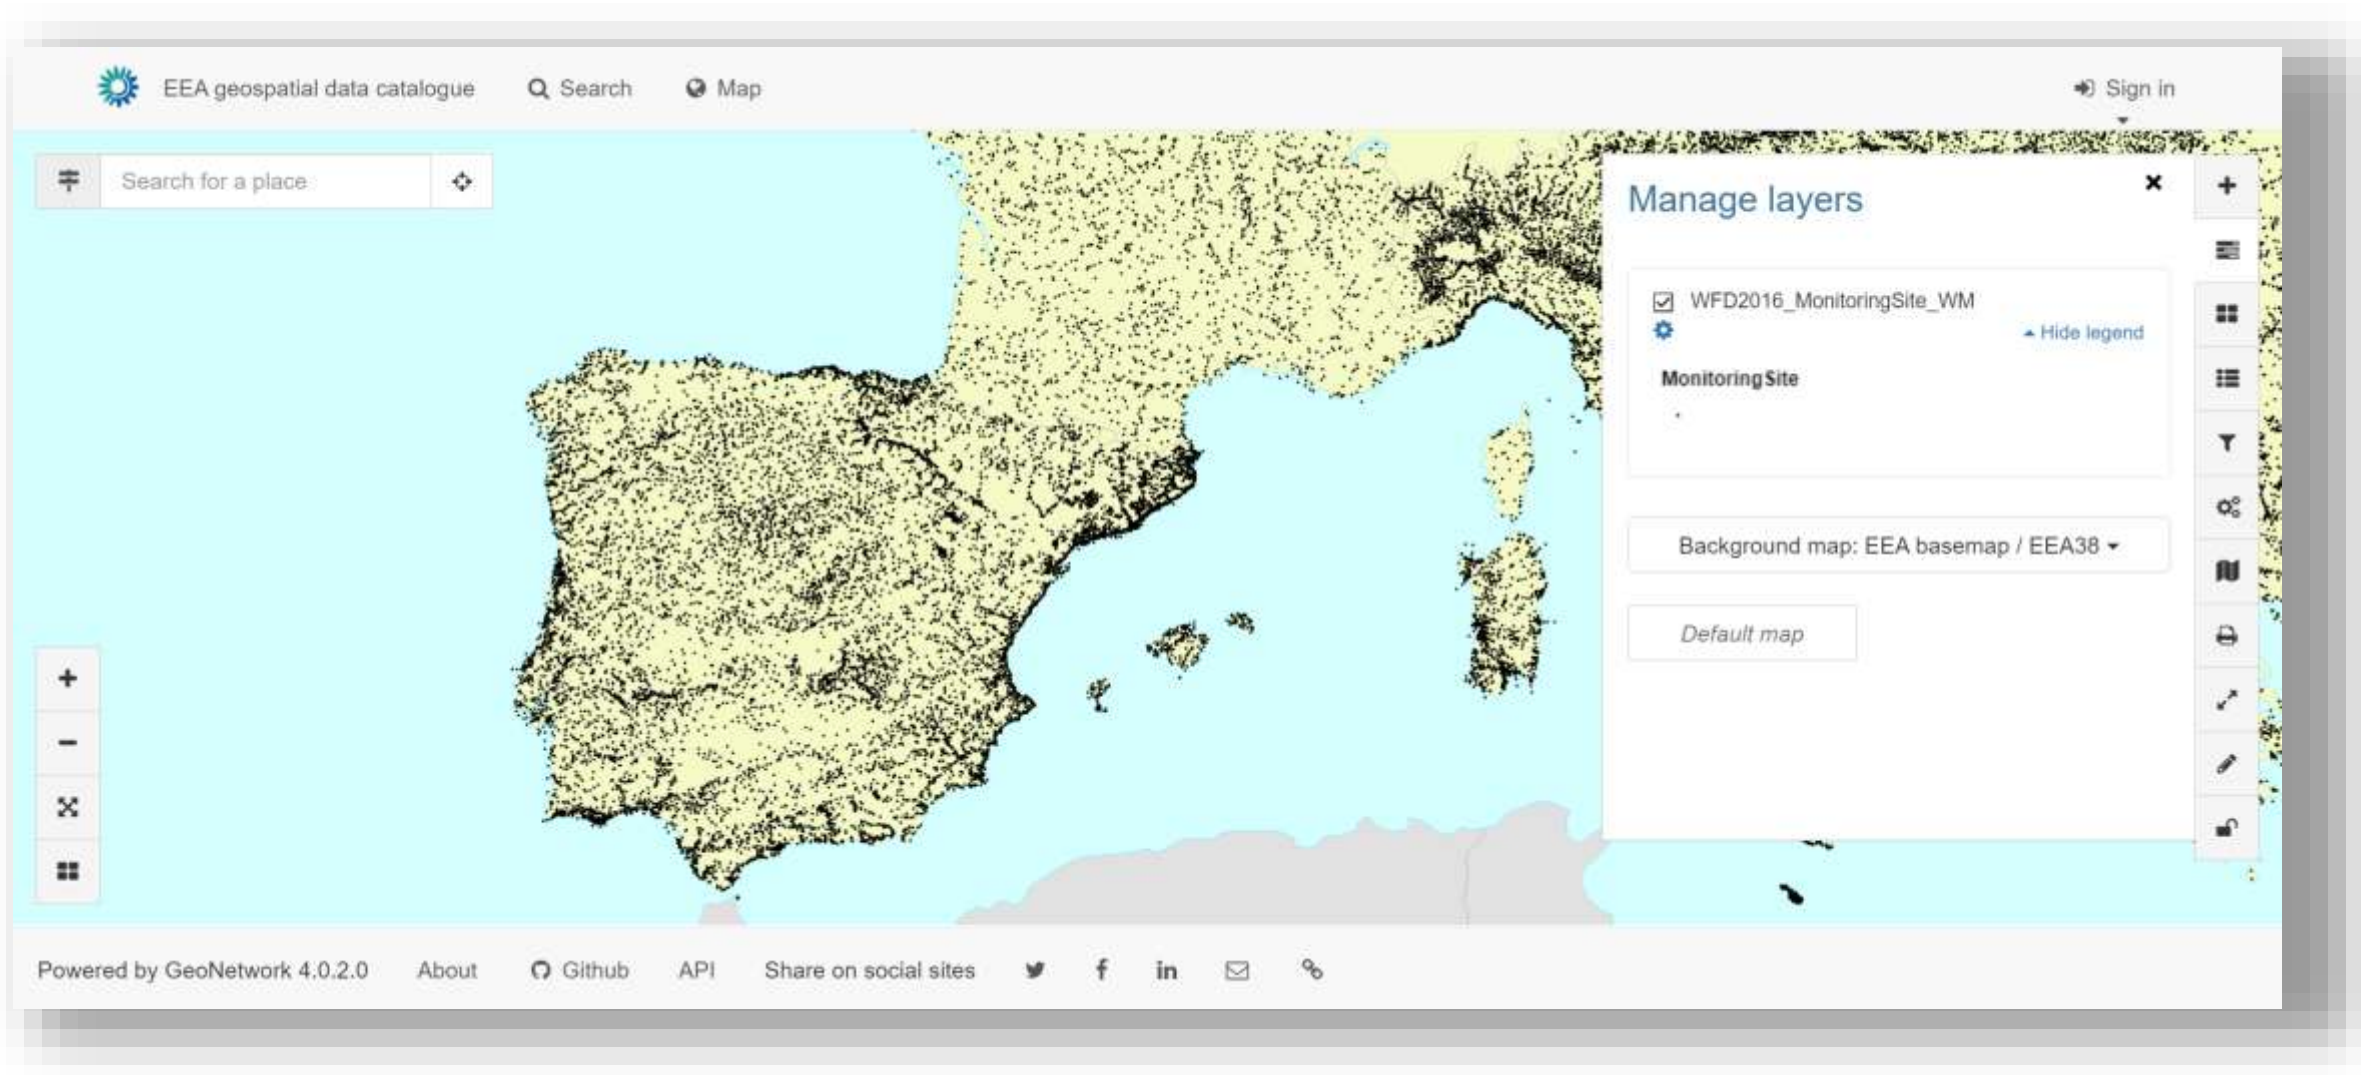 EEA geospatial data catalogue Search Map Sign in
Search for a place
Manage layers
WFD2016_MonitoringSite_WM
Hide legend
MonitoringSite
Background map: EEA basemap / EEA38
Default map
Powered by GeoNetwork 4.0.2.0 About Github API Share on social sites